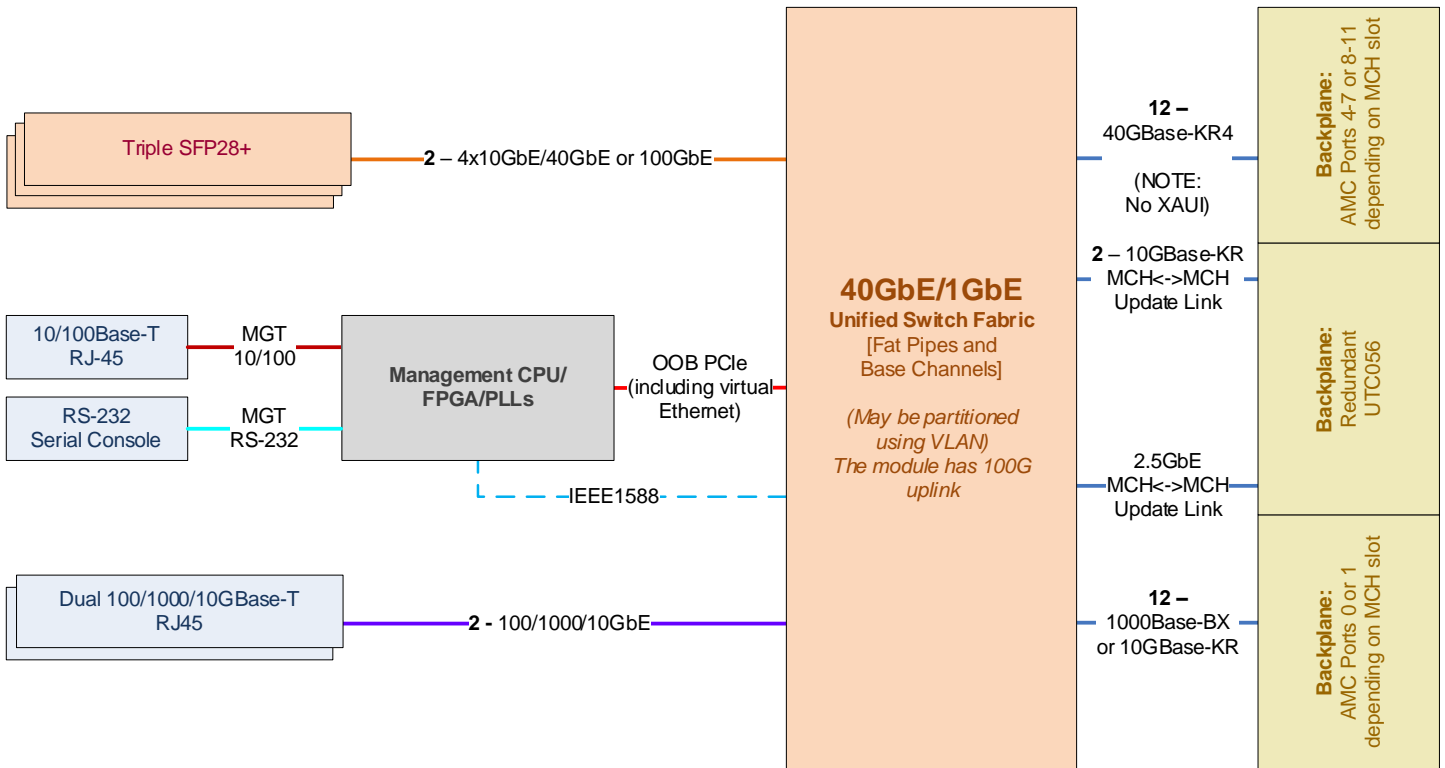 Triple SFP28+
2 – 4x10GbE/40GbE or 100GbE
10/100Base-T
RJ-45
MGT
10/100
RS-232
Serial Console
MGT
RS-232
Management CPU/
FPGA/PLLs
OOB PCIe
(including virtual
Ethernet)
IEEE1588
Dual 100/1000/10GBase-T
RJ45
2 - 100/1000/10GbE
40GbE/1GbE
Unified Switch Fabric
[Fat Pipes and
Base Channels]
(May be partitioned
using VLAN)
The module has 100G
uplink
12 –
40GBase-KR4
(NOTE:
No XAUI)
2 – 10GBase-KR
MCH<->MCH
Update Link
2.5GbE
MCH<->MCH
Update Link
12 –
1000Base-BX
or 10GBase-KR
Backplane:
AMC Ports 4-7 or 8-11
depending on MCH slot
Backplane:
Redundant
UTC056
Backplane:
AMC Ports 0 or 1
depending on MCH slot